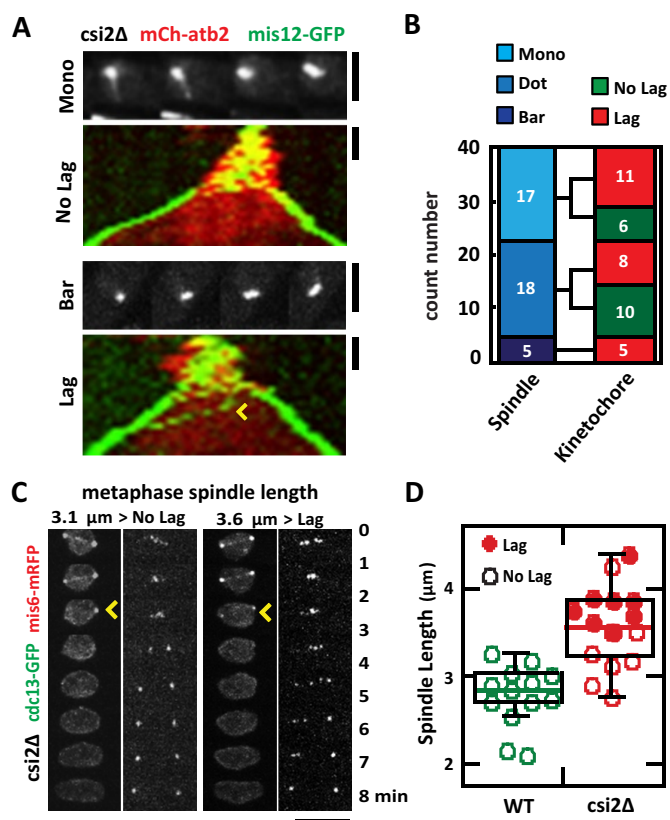 A
csi2Δ mCh-atb2 mis12-GFP
Mono
No Lag
Bar
Lag
B
Mono
Dot
Bar
No Lag
Lag
count number
40
30
20
10
0
17
18
5
11
6
8
10
5
Spindle
Kinetochore
C
metaphase spindle length
3.1 μm > No Lag
3.6 μm > Lag
csi2Δ cdc13-GFP mis6-mRFP
0
1
2
3
4
5
6
7
8 min
D
Spindle Length (μm)
Lag
No Lag
4
3
2
WT
csi2Δ